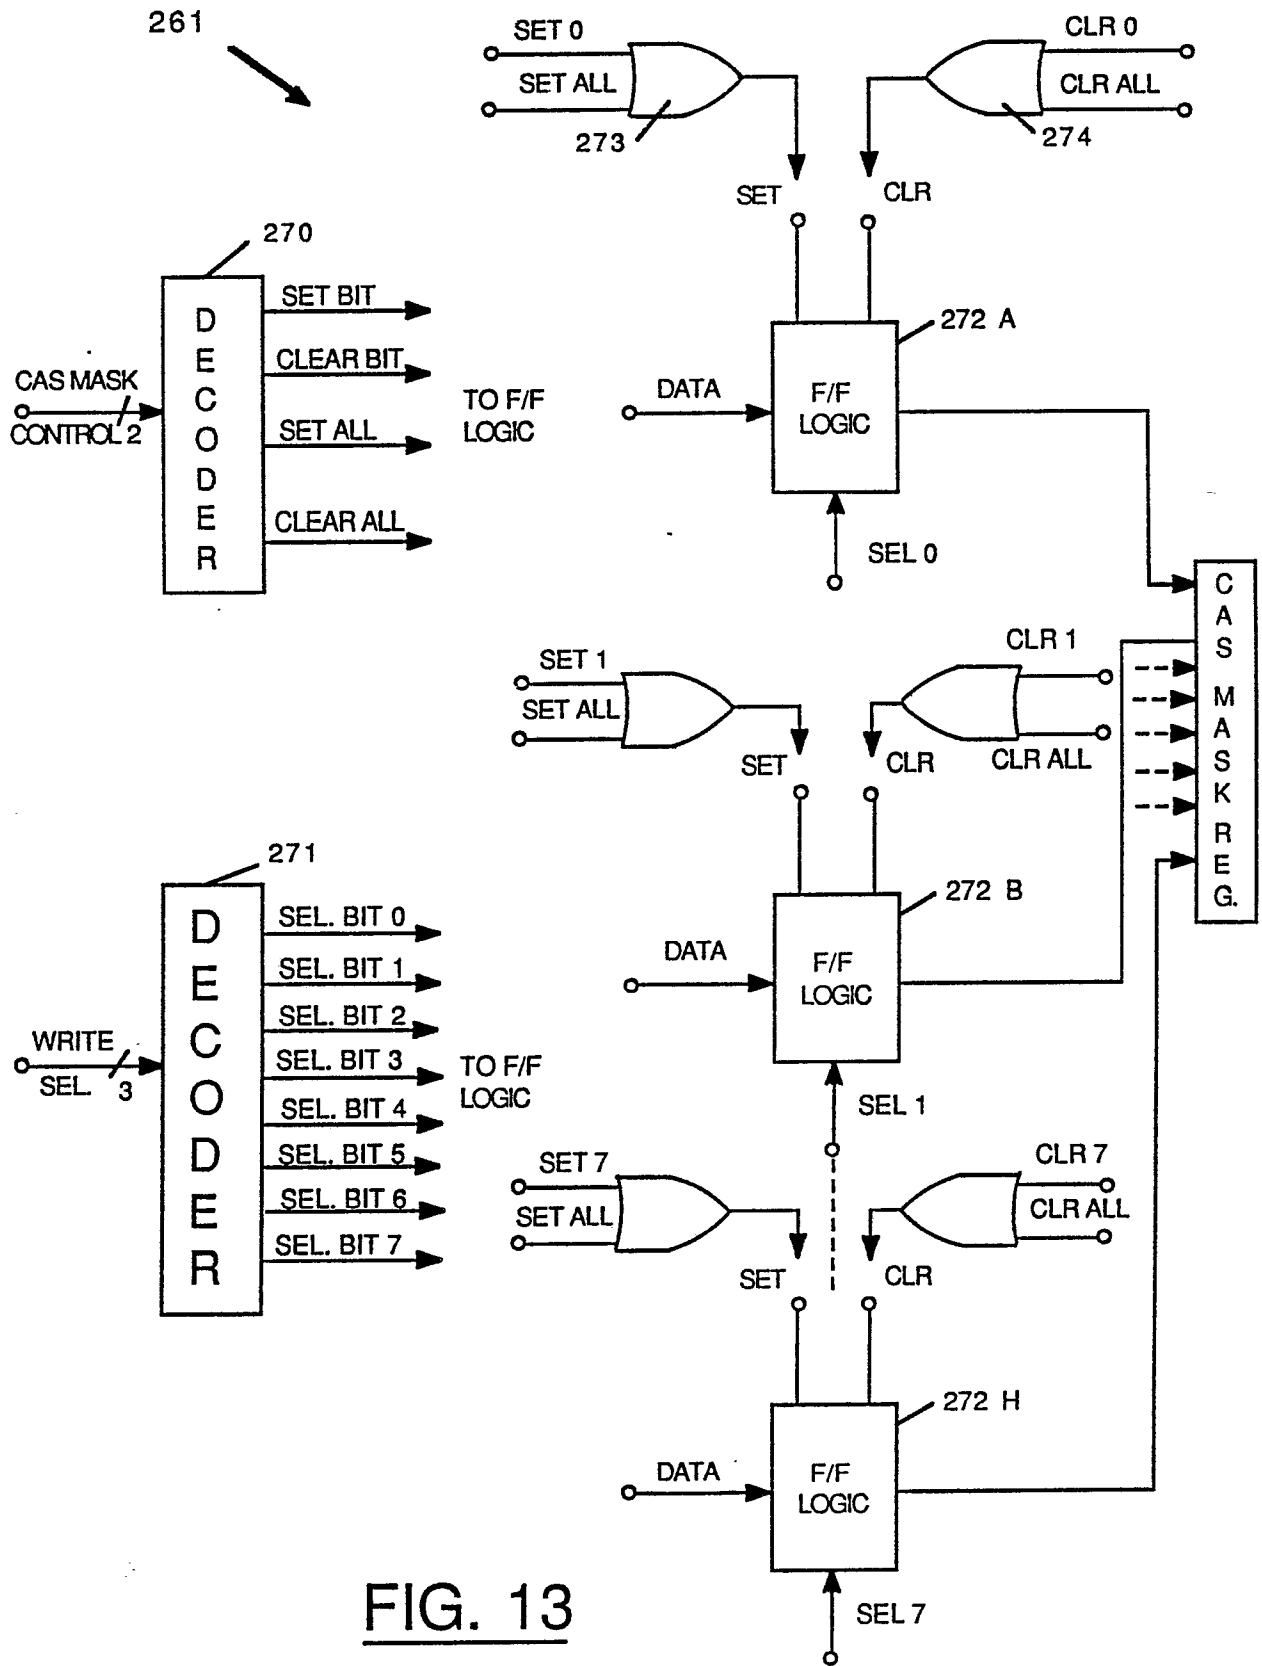 261
SET 0
SET ALL
273
CLR 0
CLR ALL
274
SET
CLR
270
DECODER
CAS MASK
CONTROL 2
SET BIT
CLEAR BIT
SET ALL
CLEAR ALL
TO F/F
LOGIC
272 A
DATA
F/F
LOGIC
SEL 0
CAS MASK REG.
SET 1
SET ALL
CLR 1
CLR ALL
SET
CLR
271
DECODER
WRITE
SEL. 3
SEL. BIT 0
SEL. BIT 1
SEL. BIT 2
SEL. BIT 3
SEL. BIT 4
SEL. BIT 5
SEL. BIT 6
SEL. BIT 7
TO F/F
LOGIC
272 B
DATA
F/F
LOGIC
SEL 1
SET 7
SET ALL
CLR 7
CLR ALL
SET
CLR
272 H
DATA
F/F
LOGIC
SEL 7
FIG. 13